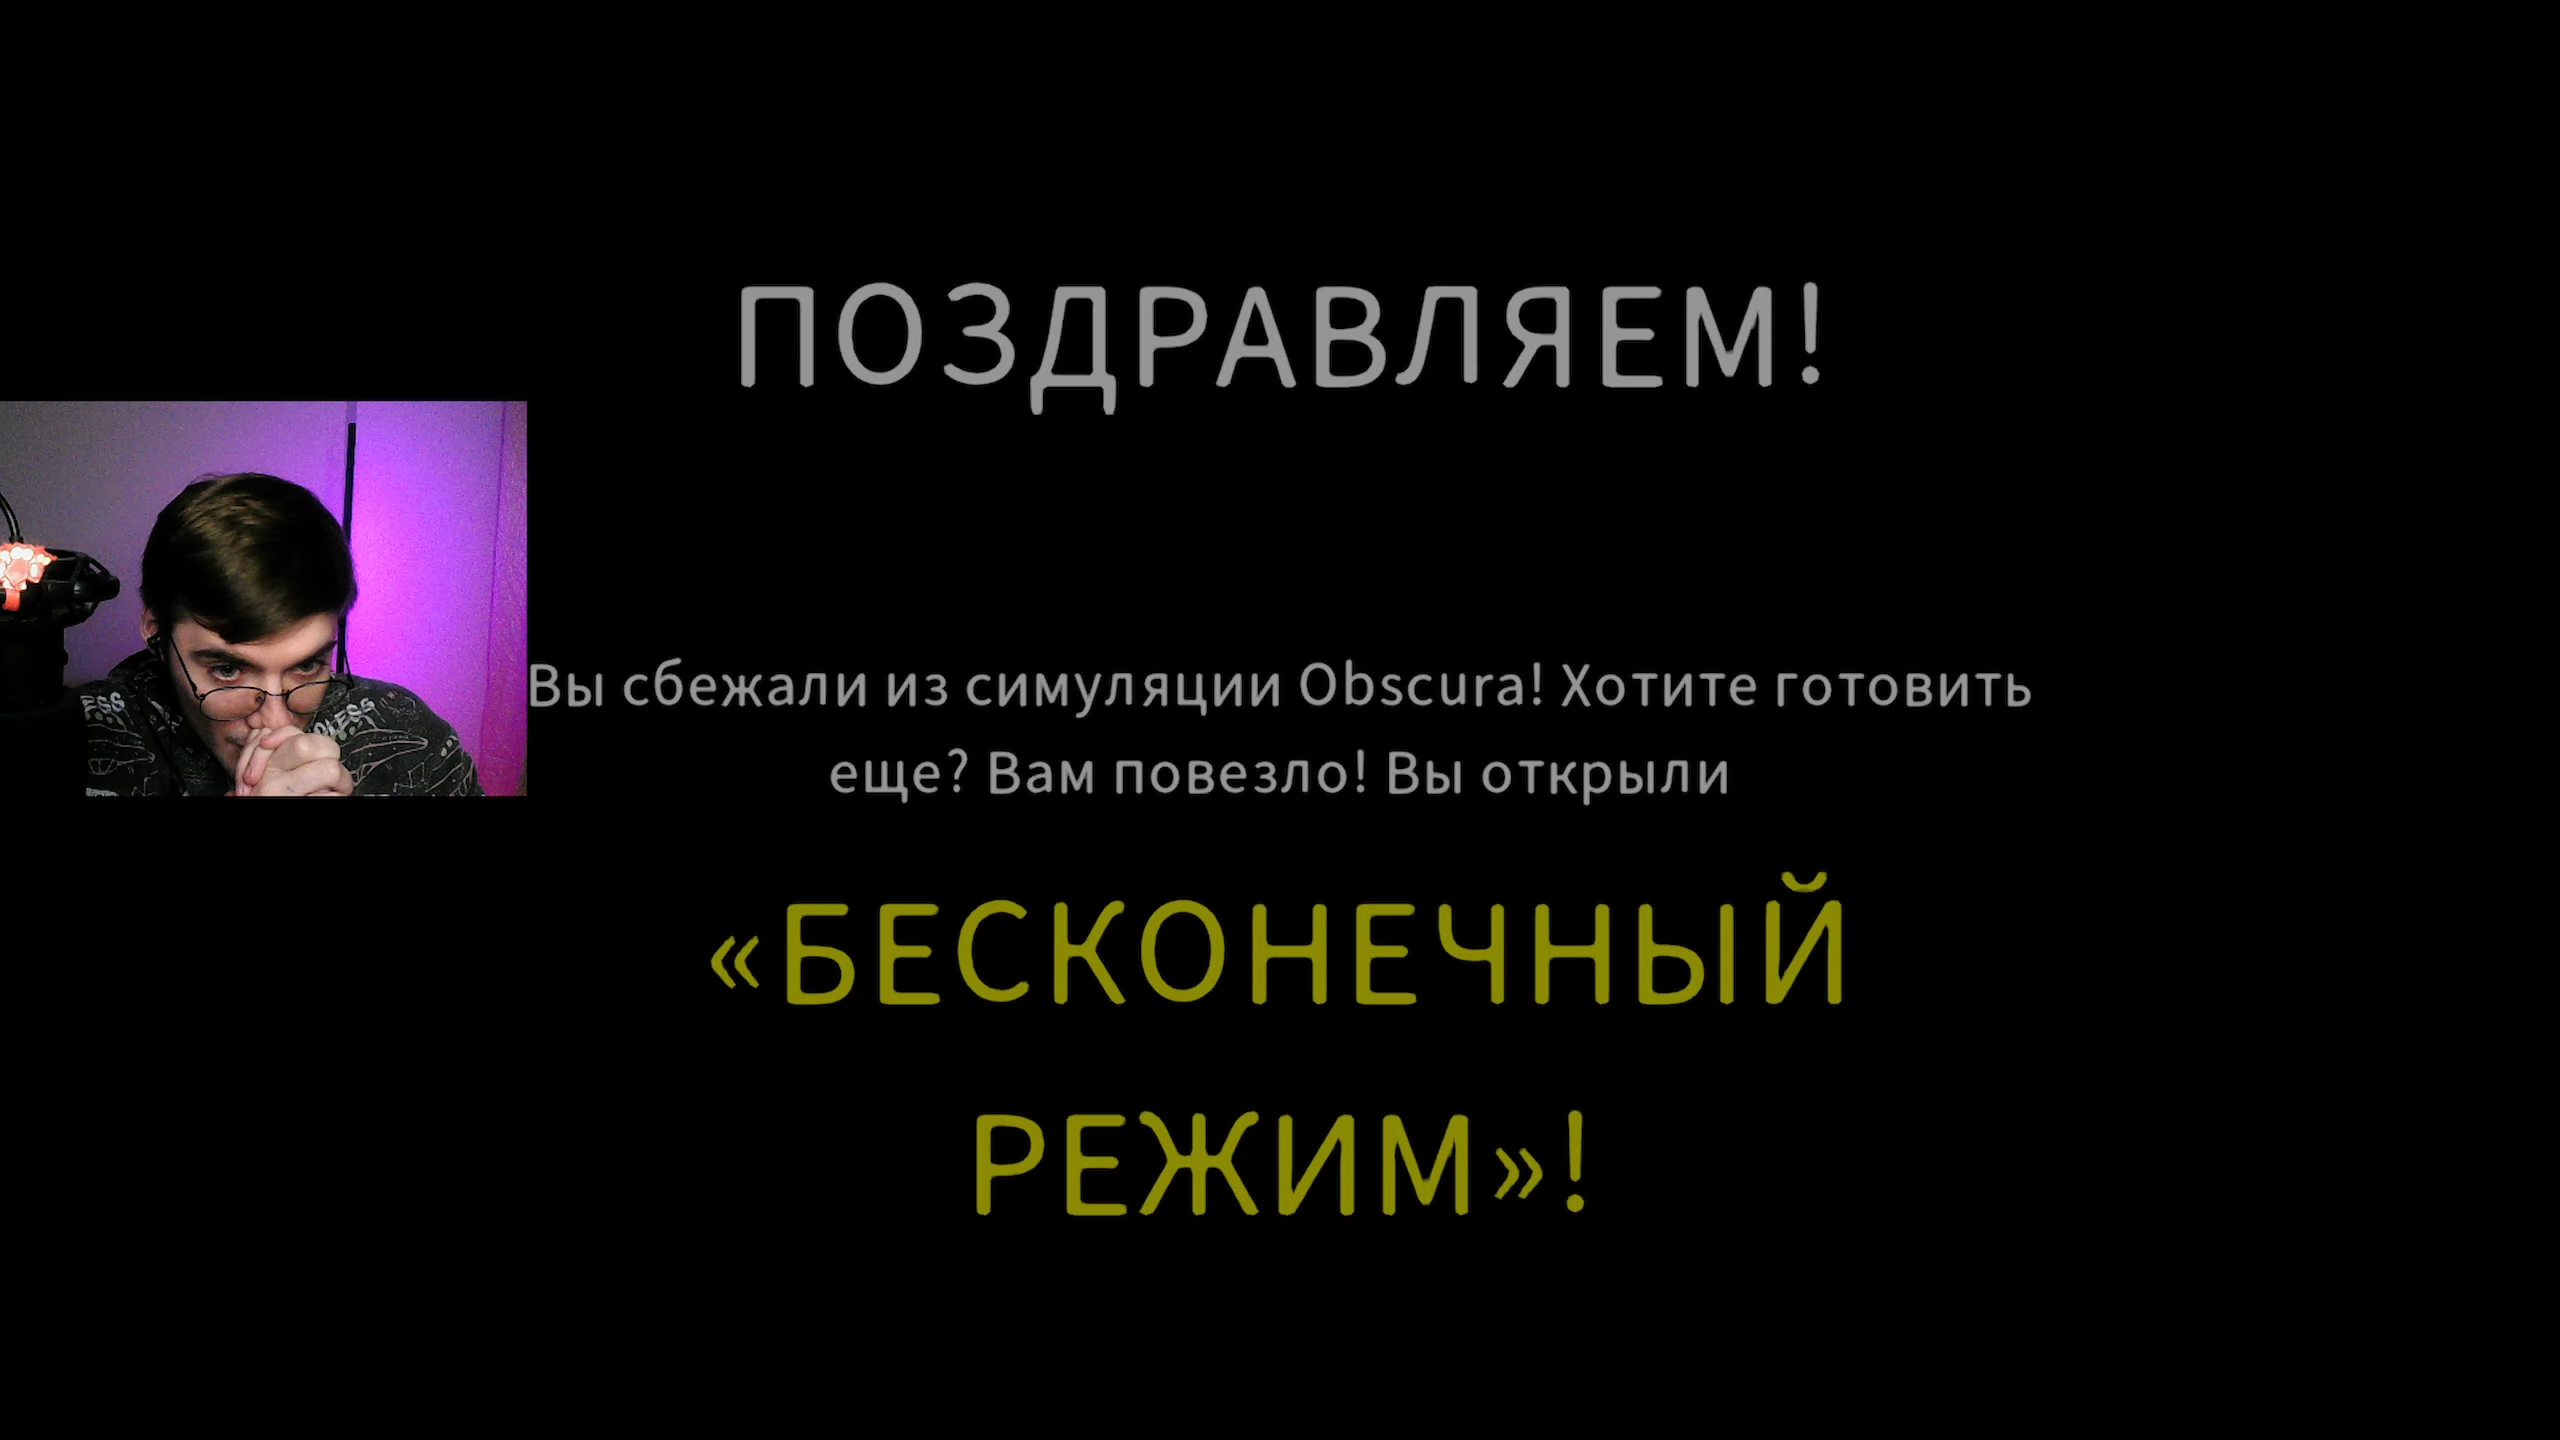 ПОЗДРАВЛЯЕМ!
Вы сбежали из симуляции Obscura! Хотите готовить
еще? Вам повезло! Вы открыли
«БЕСКОНЕЧНЫЙ
РЕЖИМ»!